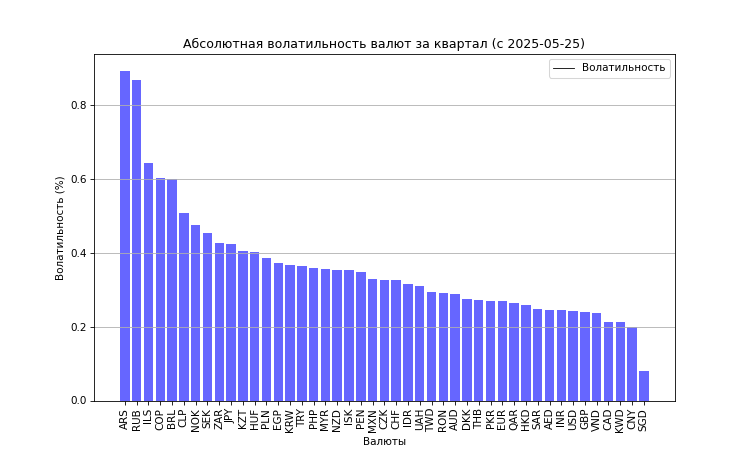 Абсолютная волатильность валют за квартал (с 2025-05-25)
Волатильность
Волатильность (%)
0.8
0.6
0.4
0.2
0.0
ARS RUB ILS COP BRL CLP NOK SEK ZAR JPY KZT HUF PLN EGP KRW TRY PHP MYR NZD ISK PEN MXN CZK CHF IDR UAH TWD RON AUD DKK THB PKR EUR QAR HKD SAR AED INR USD GBP VND CAD KWD CNY SGD
Валюты